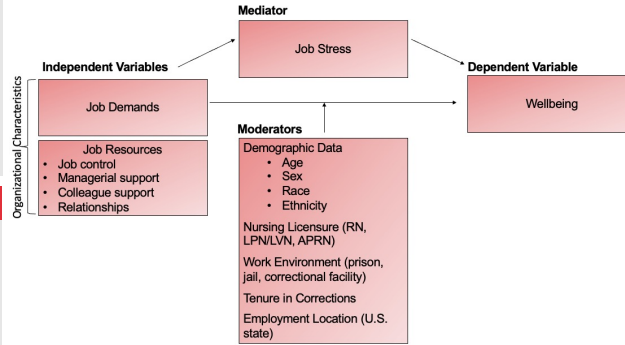 Mediator
Job Stress
Independent Variables
Dependent Variable
Organizational Characteristics
Job Demands
Wellbeing
Job Resources
• Job control
• Managerial support
• Colleague support
• Relationships
Moderators
Demographic Data
• Age
• Sex
• Race
• Ethnicity
Nursing Licensure (RN,
LPN/LVN, APRN)
Work Environment (prison,
jail, correctional facility)
Tenure in Corrections
Employment Location (U.S.
state)